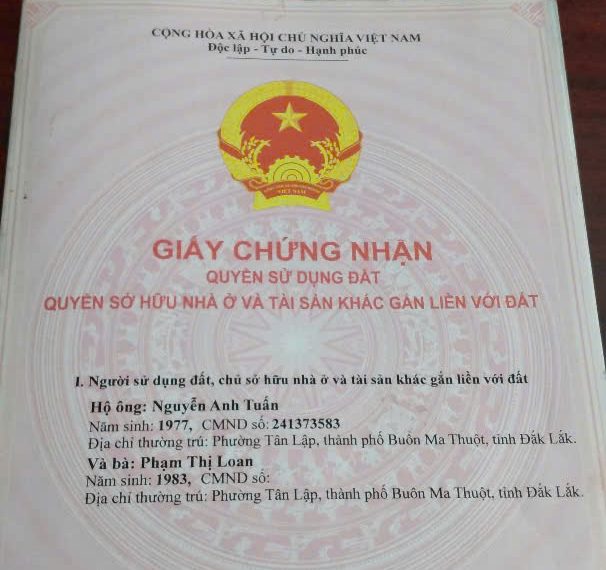 CỘNG HÒA XÃ HỘI CHỦ NGHĨA VIỆT NAM
Độc lập - Tự do - Hạnh phúc
VIỆT NAM
GIẤY CHỨNG NHẬN
QUYỀN SỬ DỤNG ĐẤT
QUYỀN SỞ HỮU NHÀ Ở VÀ TÀI SẢN KHÁC GẮN LIỀN VỚI ĐẤT
I. Người sử dụng đất, chủ sở hữu nhà ở và tài sản khác gắn liền với đất
Hộ ông: Nguyễn Anh Tuấn
Năm sinh: 1977, CMND số: 241373583
Địa chỉ thường trú: Phường Tân Lập, thành phố Buôn Ma Thuột, tỉnh Đắk Lắk.
Và bà: Phạm Thị Loan
Năm sinh: 1983, CMND số:
Địa chỉ thường trú: Phường Tân Lập, thành phố Buôn Ma Thuột, tỉnh Đắk Lắk.